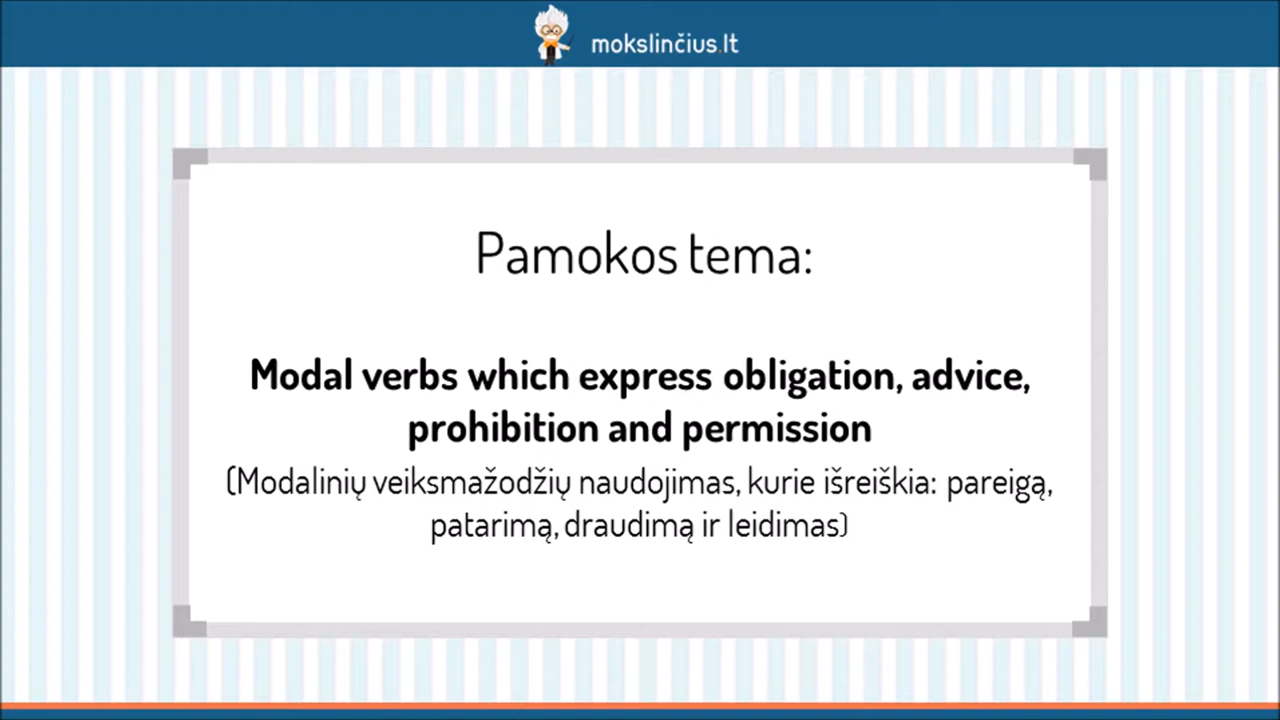 mokslinčius.lt
Pamokos tema:
Modal verbs which express obligation, advice,
prohibition and permission
(Modalinių veiksmažodžių naudojimas, kurie išreiškia: pareigą,
patarimą, draudimą ir leidimas)